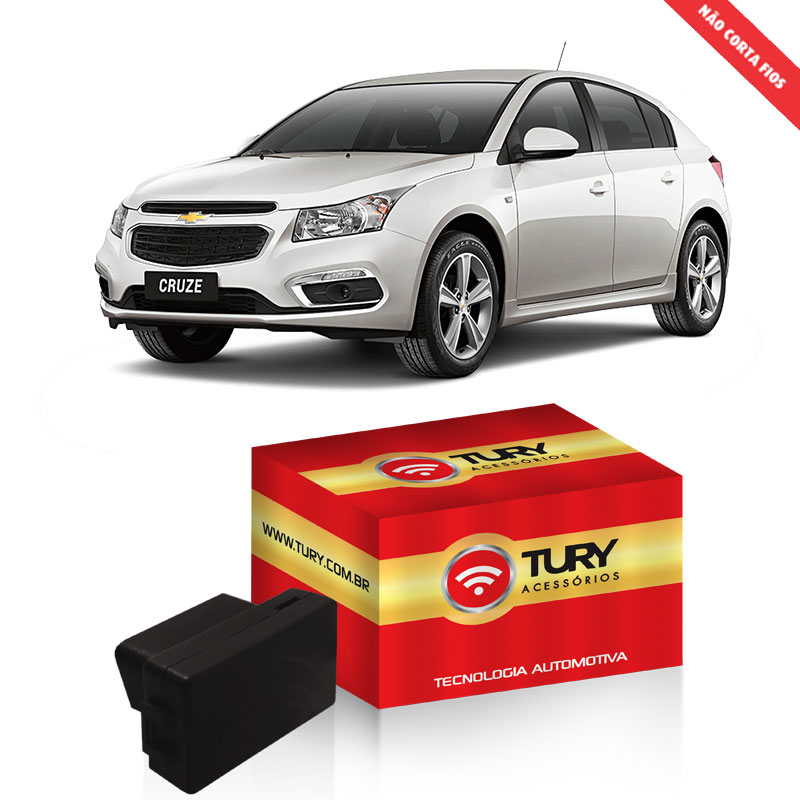 NÃO CORTA FIOS
CRUZE
TURY
ACESSÓRIOS
WWW.TURY.COM.BR
TURY
ACESSÓRIOS
TECNOLOGIA AUTOMOTIVA